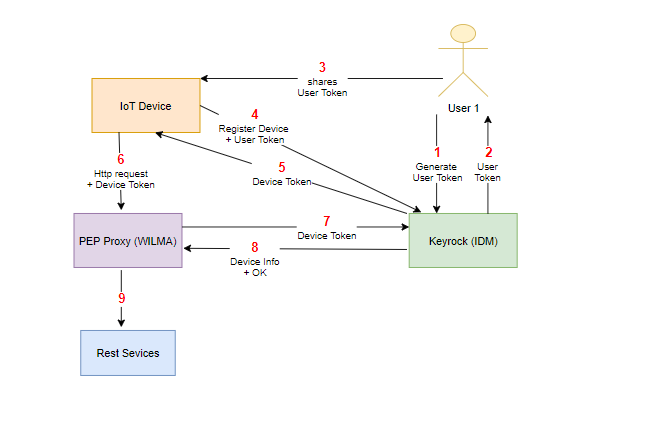 3
shares
User Token
IoT Device
User 1
4
Register Device
+ User Token
1
Generate
User Token
2
User
Token
6
Http request
+ Device Token
5
Device Token
7
Device Token
PEP Proxy (WILMA)
Keyrock (IDM)
8
Device Info
+ OK
9
Rest Sevices